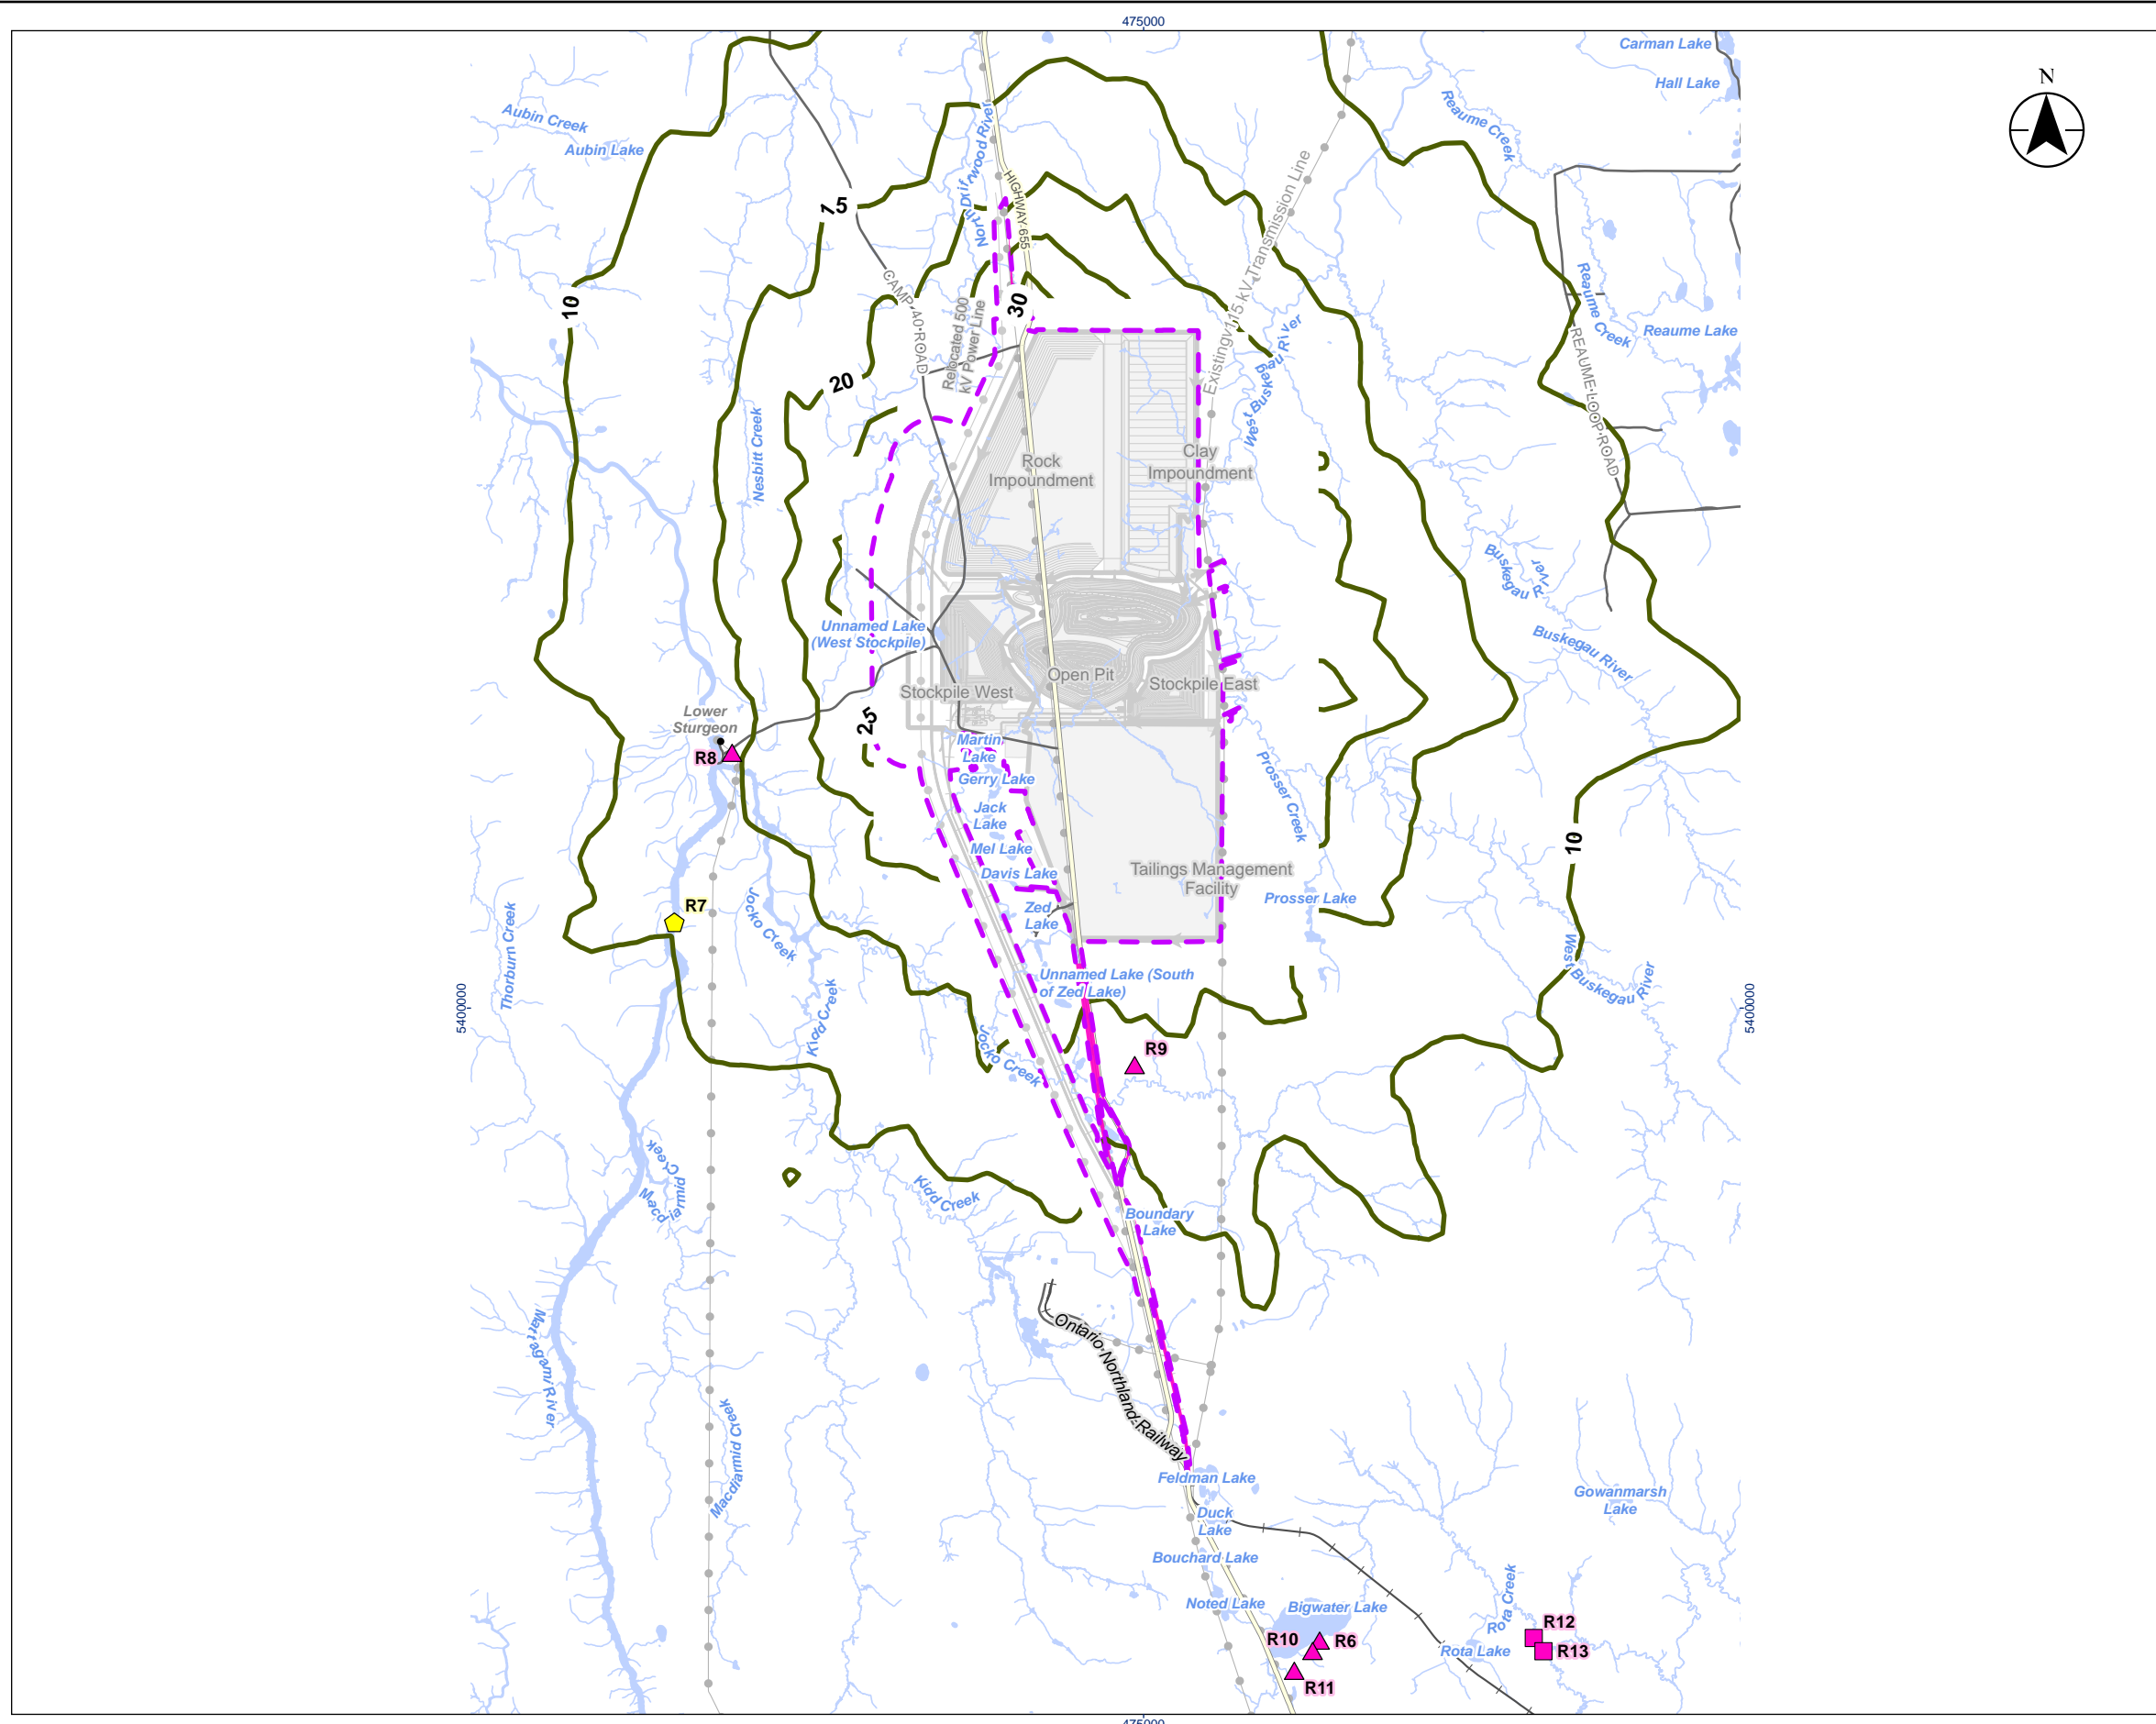 475000
Carman Lake
Hall Lake
N
Aubin Creek
Aubin Lake
Reaume Creek
North Driftwood River
HIGHWAY 655
15
Existing 115 kV Transmission Line
CAMP 40 ROAD
10
30
Relocated 500
kV Power Line
Reaume Creek
Reaume Lake
REAUME LOOP ROAD
West Buskegau River
20
Nesbitt Creek
Rock
Impoundment
Clay
Impoundment
Buskegau River
Unnamed Lake
(West Stockpile)
Buskegau River
Open Pit
Stockpile West
Stockpile East
25
Lower
Sturgeon
R8
Martin
Lake
Gerry Lake
Prosser Creek
Jack
Lake
Mel Lake
10
Davis Lake
Tailings Management
Facility
Prosser Lake
R7
Zed
Lake
Jocko Creek
Thorburn Creek
West Buskegau River
Unnamed Lake (South
of Zed Lake)
5400000
5400000
Kidd Creek
Jocko Creek
R9
Macdiarmid Creek
Kidd Creek
Boundary
Lake
Mattagami River
Ontario Northland Railway
Macdiarmid Creek
Feldman Lake
Gowanmarsh
Lake
Duck
Lake
Bouchard Lake
Rota Creek
Noted Lake
Bigwater Lake
R12
R10
R6
Rota Lake
R13
R11
475000